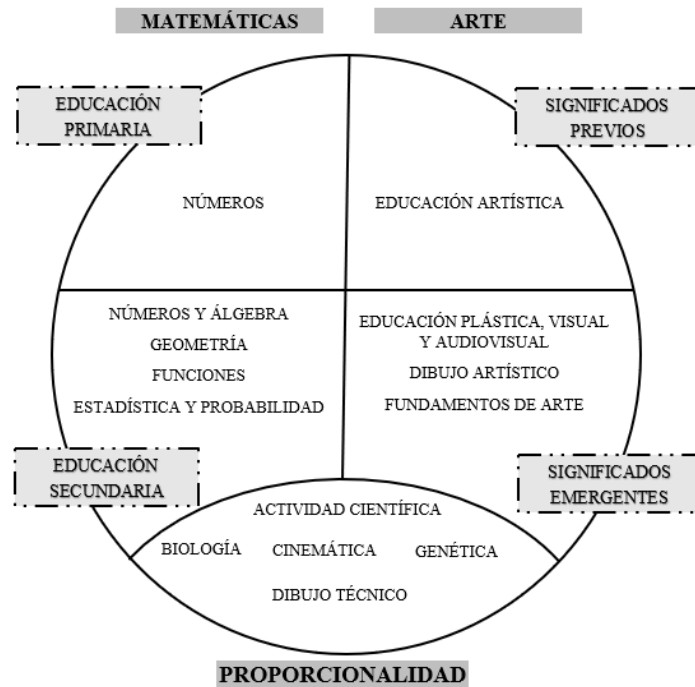 MATEMÁTICAS
ARTE
EDUCACIÓN
PRIMARIA
SIGNIFICADOS
PREVIOS
NÚMEROS
EDUCACIÓN ARTÍSTICA
NÚMEROS Y ÁLGEBRA
GEOMETRÍA
FUNCIONES
ESTADÍSTICA Y PROBABILIDAD
EDUCACIÓN PLÁSTICA, VISUAL
Y AUDIOVISUAL
DIBUJO ARTÍSTICO
FUNDAMENTOS DE ARTE
EDUCACIÓN
SECUNDARIA
SIGNIFICADOS
EMERGENTES
ACTIVIDAD CIENTÍFICA
BIOLOGÍA CINEMÁTICA GENÉTICA
DIBUJO TÉCNICO
PROPORCIONALIDAD